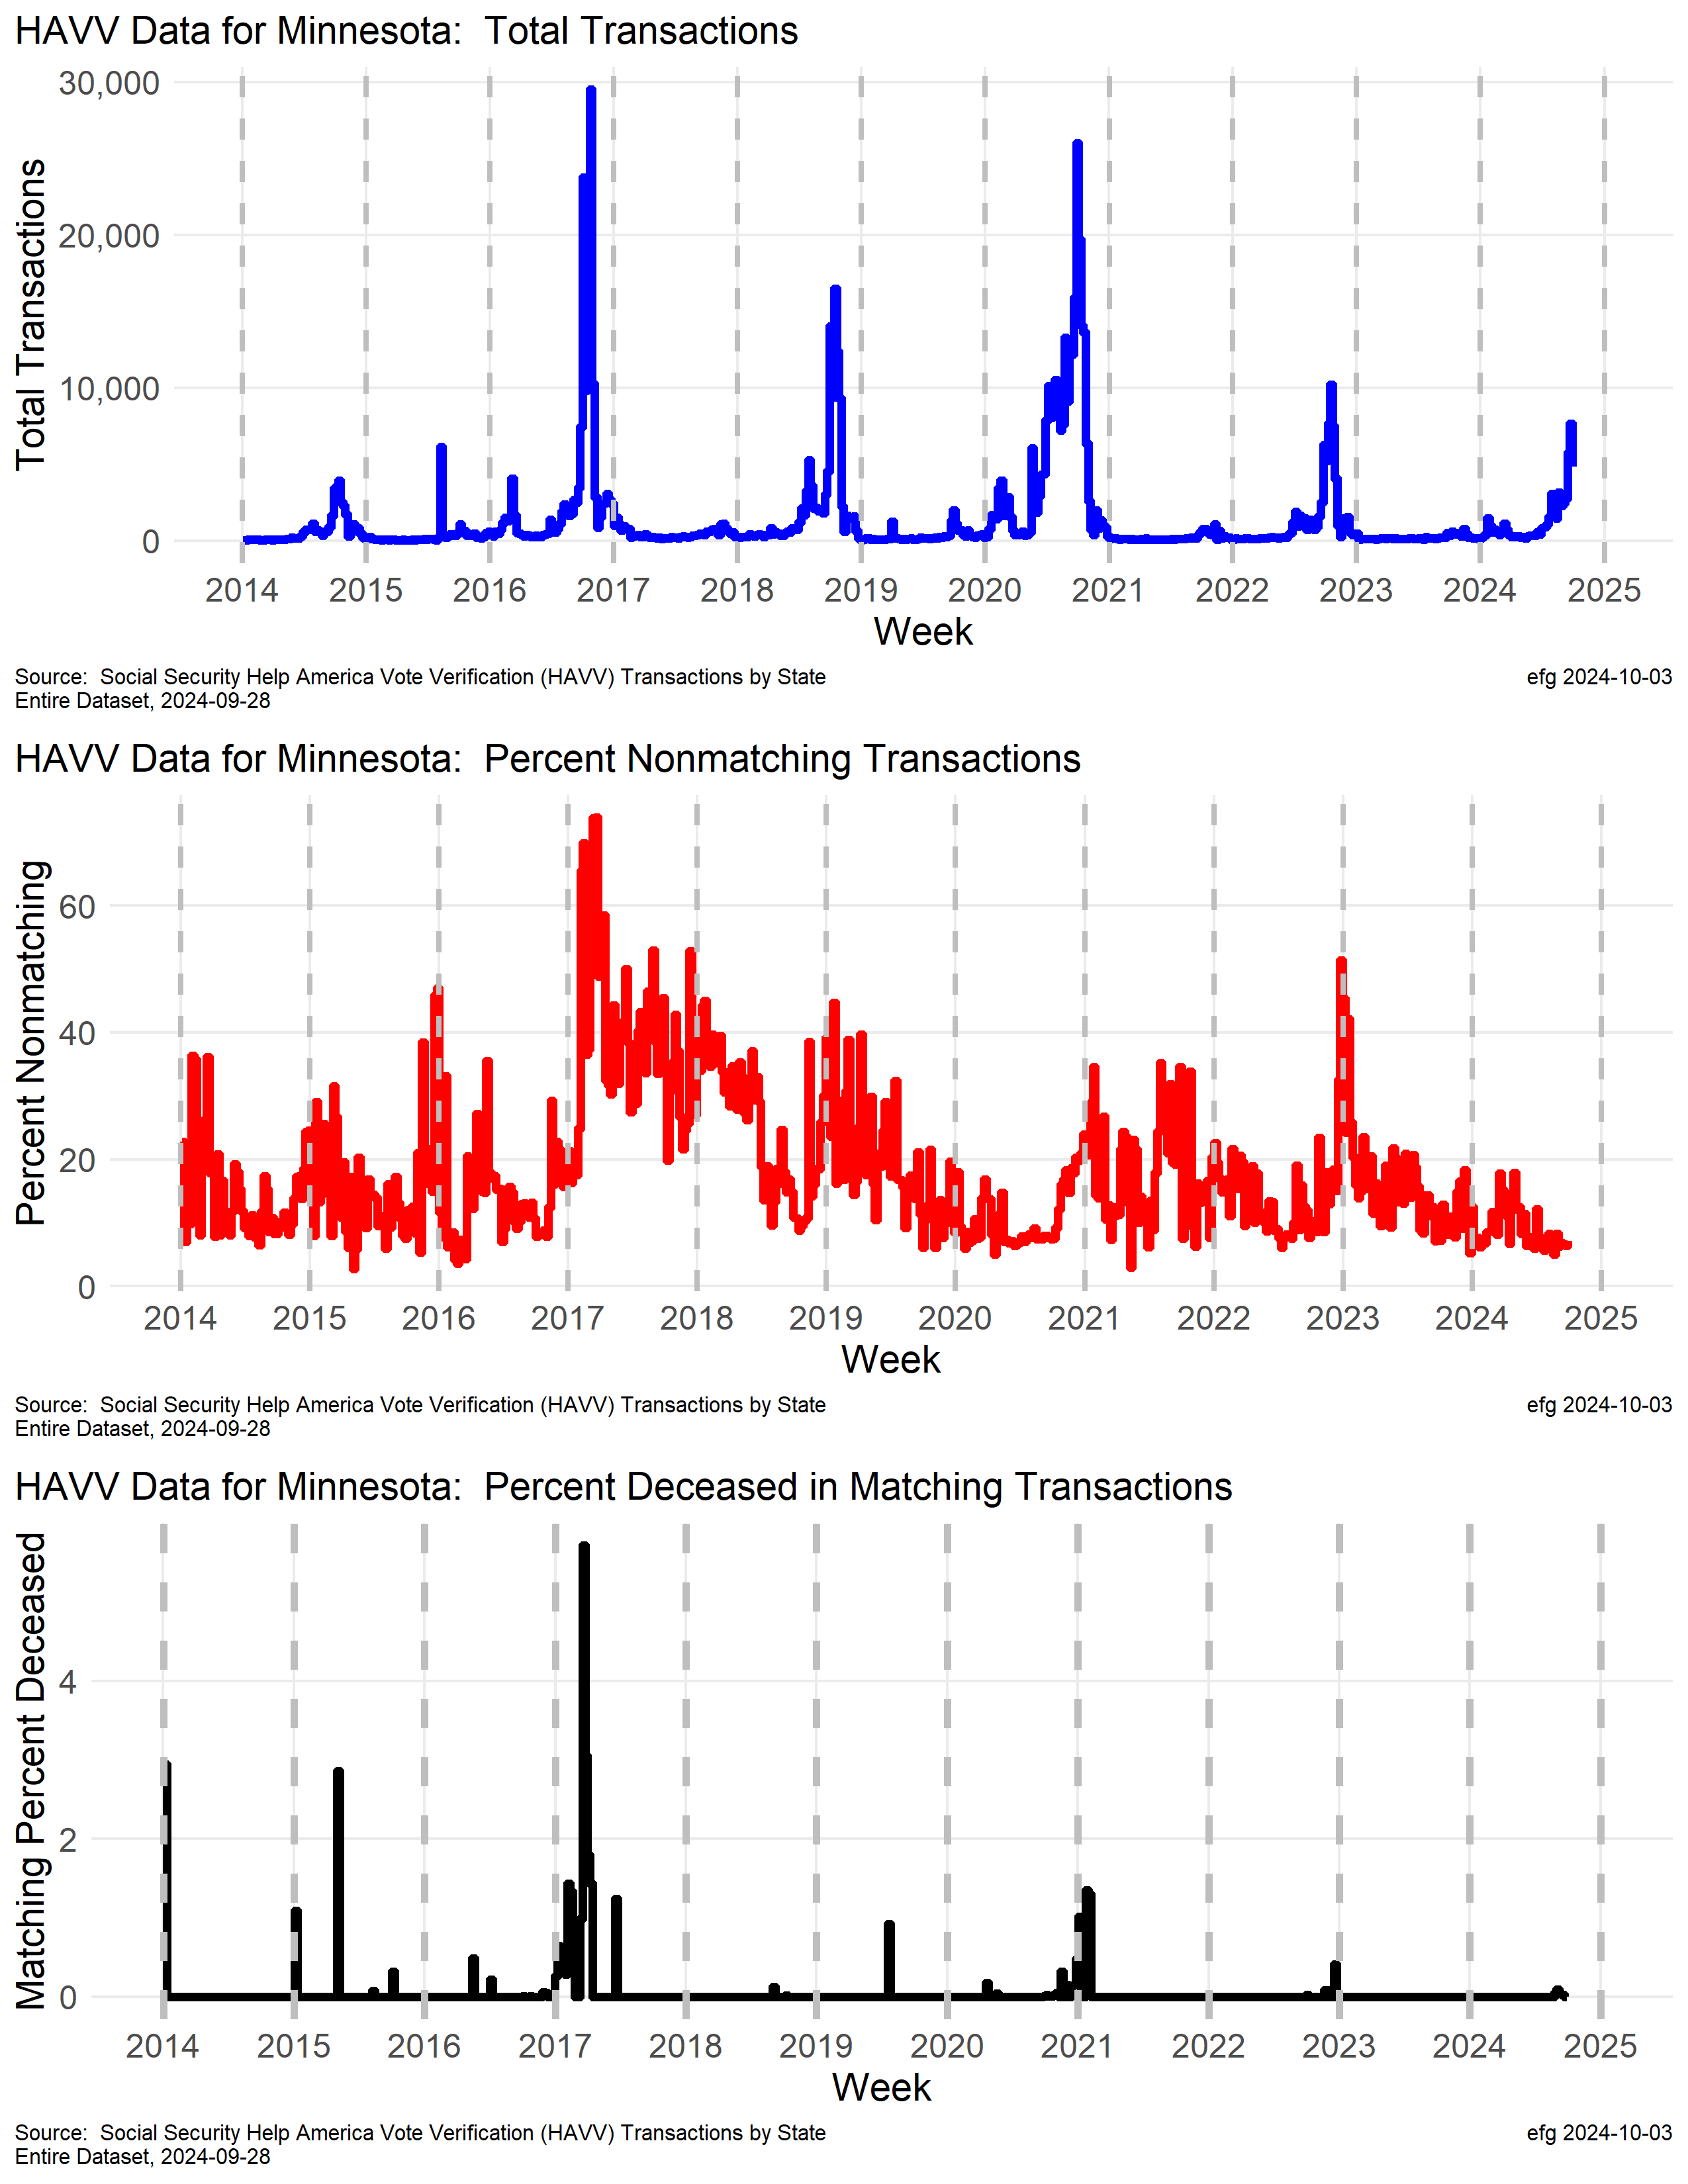 HAVV Data for Minnesota:  Total Transactions
Total Transactions
30,000
20,000
10,000
0
2014 2015 2016 2017 2018 2019 2020 2021 2022 2023 2024 2025
Week
Source:  Social Security Help America Vote Verification (HAVV) Transactions by State
Entire Dataset, 2024-09-28
efg 2024-10-03
HAVV Data for Minnesota:  Percent Nonmatching Transactions
Percent Nonmatching
60
40
20
0
2014 2015 2016 2017 2018 2019 2020 2021 2022 2023 2024 2025
Week
Source:  Social Security Help America Vote Verification (HAVV) Transactions by State
Entire Dataset, 2024-09-28
efg 2024-10-03
HAVV Data for Minnesota:  Percent Deceased in Matching Transactions
Matching Percent Deceased
4
2
0
2014 2015 2016 2017 2018 2019 2020 2021 2022 2023 2024 2025
Week
Source:  Social Security Help America Vote Verification (HAVV) Transactions by State
Entire Dataset, 2024-09-28
efg 2024-10-03